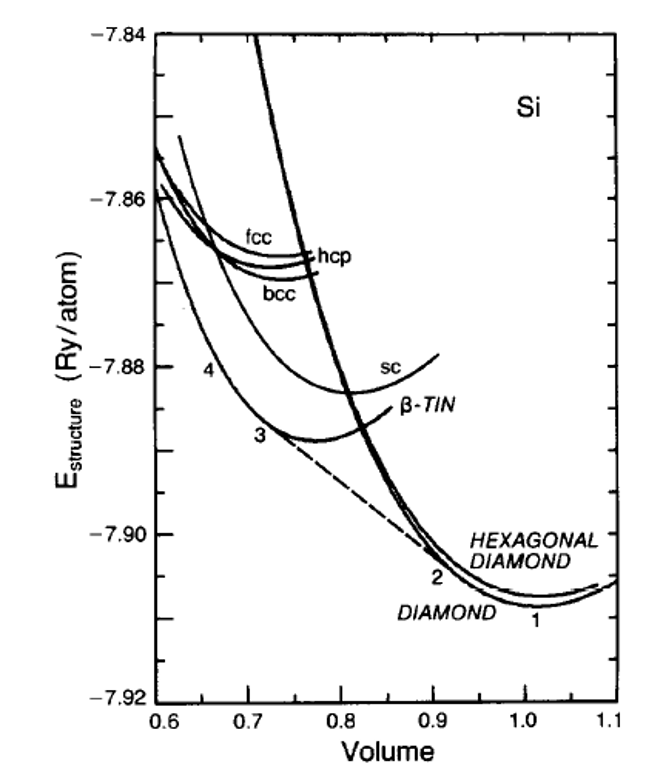 −7.84
Si
−7.86
fcc
hcp
bcc
−7.88
4
sc
β-TIN
3
−7.90
HEXAGONAL
DIAMOND
2
DIAMOND
1
−7.92
0.6 0.7 0.8 0.9 1.0 1.1
Volume
Estructure (Ry/atom)